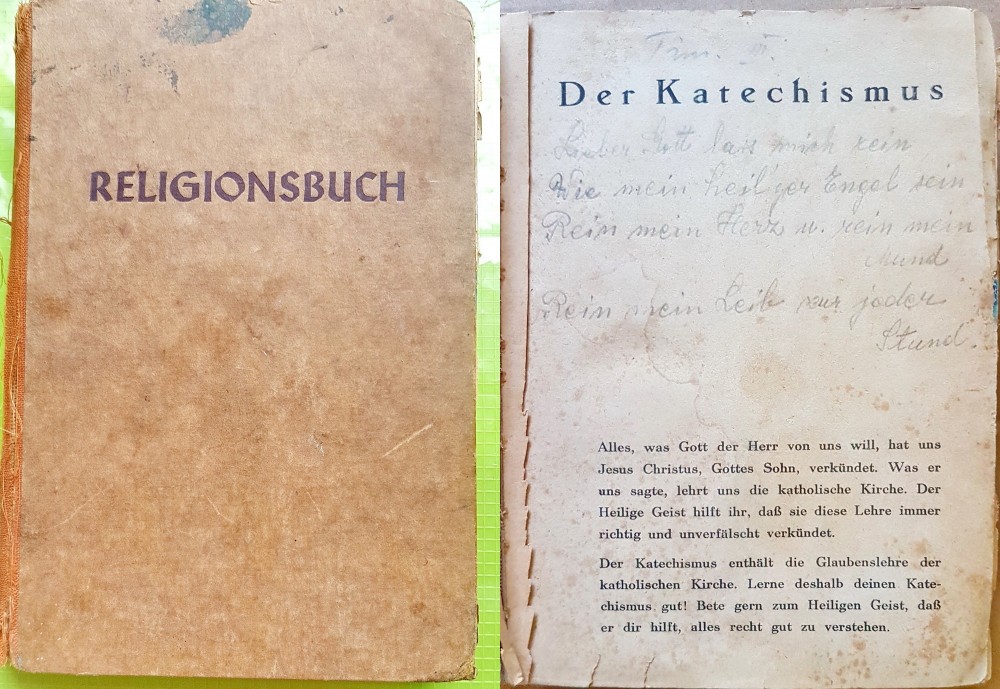 RELIGIONSBUCH
Der Katechismus
Lieber Gott lass mich rein
Wie mein heiliger Engel sein
Rein mein Herz u. rein mein
Mund
Rein mein Leib zur jeder
Stund.
Alles, was Gott der Herr von uns will, hat uns
Jesus Christus, Gottes Sohn, verkündet. Was er
uns sagte, lehrt uns die katholische Kirche. Der
Heilige Geist hilft ihr, daß sie diese Lehre immer
richtig und unverfälscht verkündet.
Der Katechismus enthält die Glaubenslehre der
katholischen Kirche. Lerne deshalb deinen Kate-
chismus gut! Bete gern zum Heiligen Geist, daß
er dir hilft, alles recht gut zu verstehen.